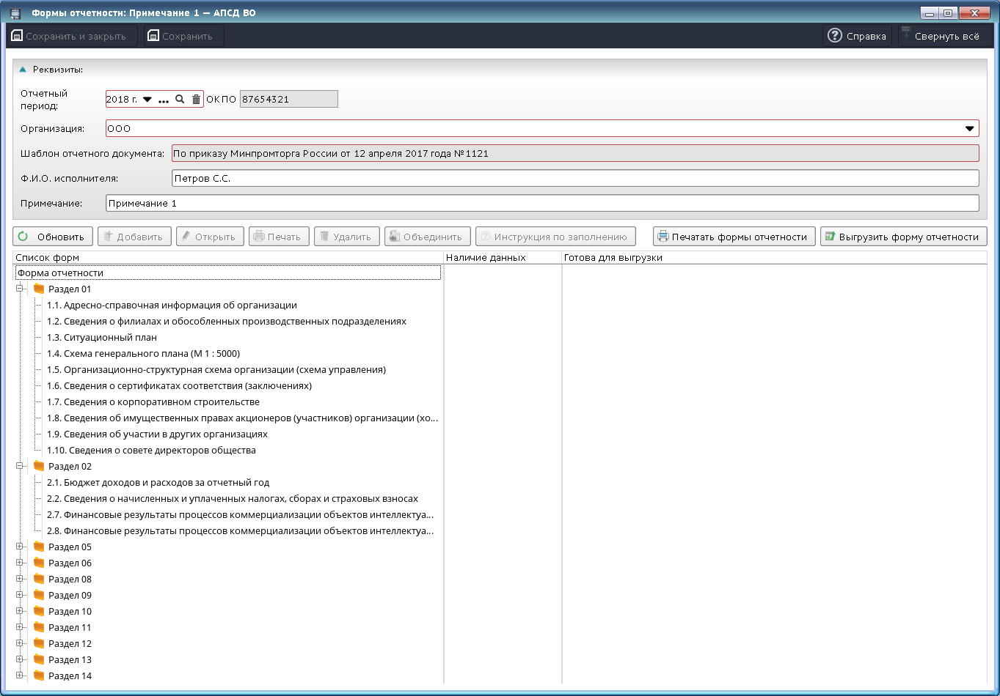 Формы отчетности: Примечание 1 — АПСД ВО
Сохранить и закрыть Сохранить Справка Свернуть всё
Реквизиты:
Отчетный
период:
2018 г. ... ОКПО 87654321
Организация: ООО
Шаблон отчетного документа: По приказу Минпромторга России от 12 апреля 2017 года №1121
Ф.И.О. исполнителя: Петров С.С.
Примечание: Примечание 1
Обновить Добавить Открыть Печать Удалить Объединить Инструкция по заполнению Печатать формы отчетности Выгрузить форму отчетности
Список форм Наличие данных Готова для выгрузки
Форма отчетности
Раздел 01
1.1. Адресно-справочная информация об организации
1.2. Сведения о филиалах и обособленных производственных подразделениях
1.3. Ситуационный план
1.4. Схема генерального плана (М 1 : 5000)
1.5. Организационно-структурная схема организации (схема управления)
1.6. Сведения о сертификатах соответствия (заключениях)
1.7. Сведения о корпоративном строительстве
1.8. Сведения об имущественных правах акционеров (участников) организации (хо...
1.9. Сведения об участии в других организациях
1.10. Сведения о совете директоров общества
Раздел 02
2.1. Бюджет доходов и расходов за отчетный год
2.2. Сведения о начисленных и уплаченных налогах, сборах и страховых взносах
2.7. Финансовые результаты процессов коммерциализации объектов интеллектуа...
2.8. Финансовые результаты процессов коммерциализации объектов интеллектуа...
Раздел 05
Раздел 06
Раздел 08
Раздел 09
Раздел 10
Раздел 11
Раздел 12
Раздел 13
Раздел 14